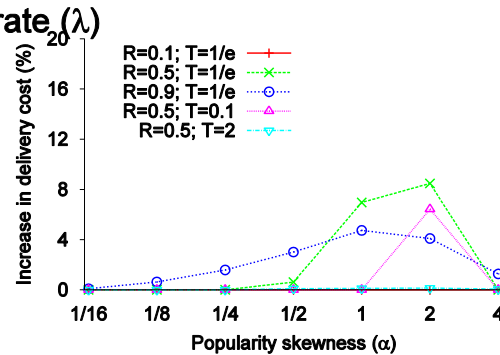 rate (λ)
20
16
12
8
4
0
Increase in delivery cost (%)
R=0.1; T=1/e
R=0.5; T=1/e
R=0.9; T=1/e
R=0.5; T=0.1
R=0.5; T=2
1/16 1/8 1/4 1/2 1 2 4
Popularity skewness (α)